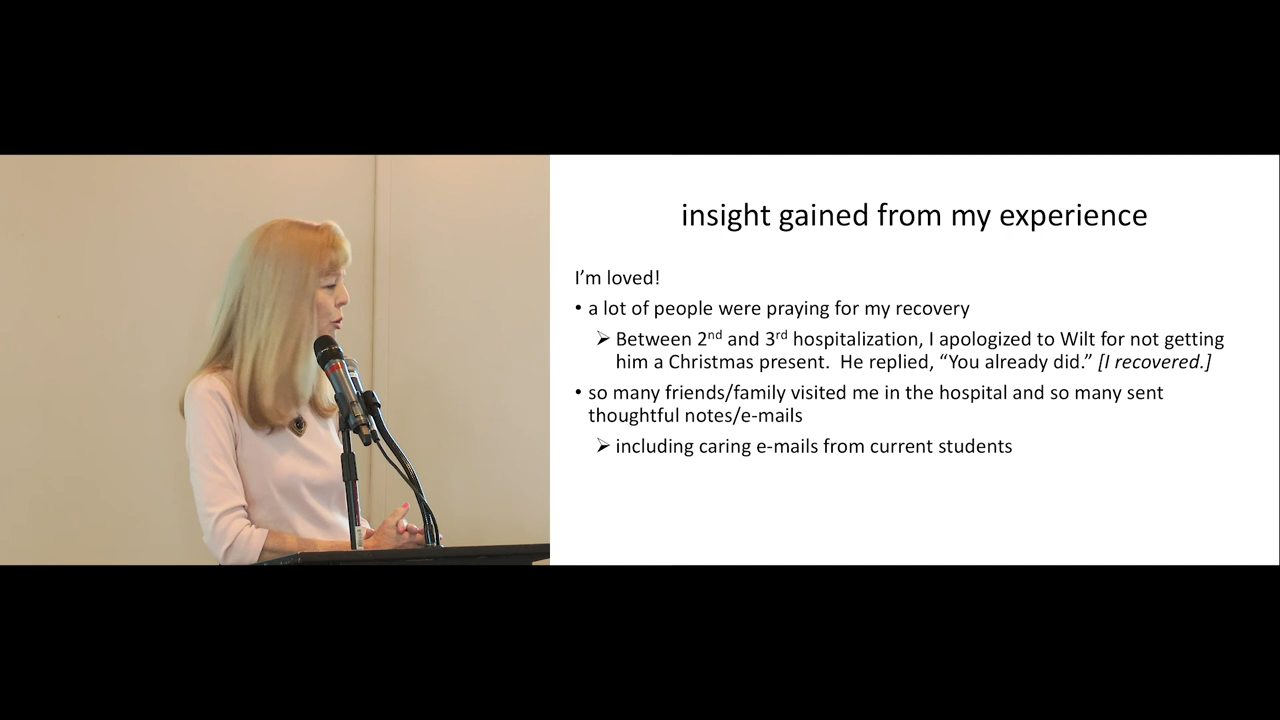 insight gained from my experience
I’m loved!
• a lot of people were praying for my recovery
➢ Between 2nd and 3rd hospitalization, I apologized to Wilt for not getting
him a Christmas present.  He replied, “You already did.” [I recovered.]
• so many friends/family visited me in the hospital and so many sent
thoughtful notes/e-mails
➢ including caring e-mails from current students